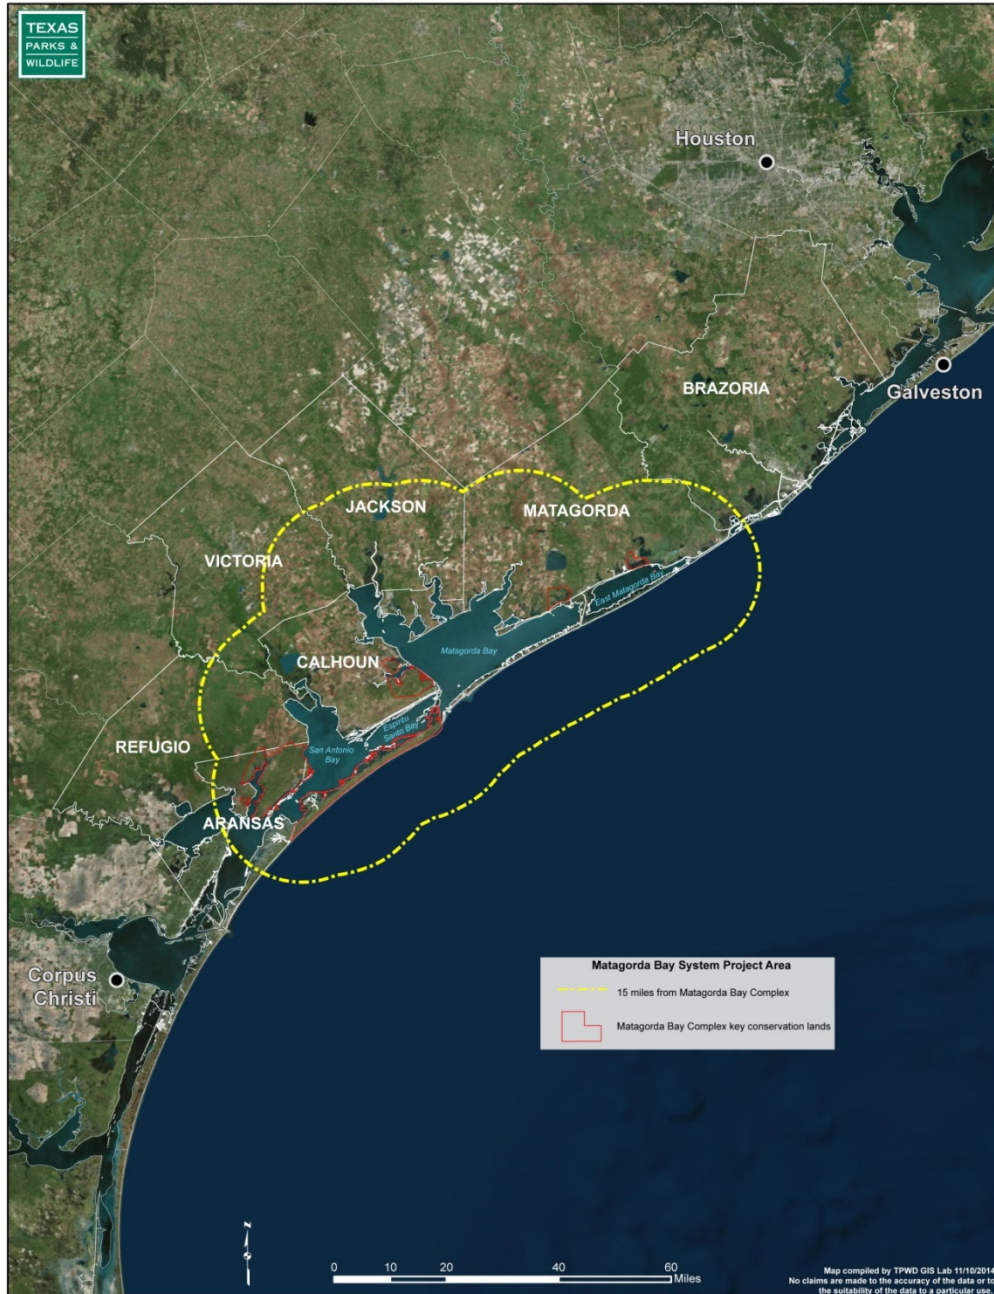 TEXAS
PARKS &
WILDLIFE
Houston
BRAZORIA
Galveston
JACKSON
MATAGORDA
VICTORIA
East Matagorda Bay
Matagorda Bay
CALHOUN
Espiritu
Santo Bay
San Antonio
Bay
REFUGIO
ARANSAS
Corpus
Christi
Matagorda Bay System Project Area
15 miles from Matagorda Bay Complex
Matagorda Bay Complex key conservation lands
N
0 10 20 40 60
Miles
Map compiled by TPWD GIS Lab 11/10/2014
No claims are made to the accuracy of the data or to
the suitability of the data to a particular use.